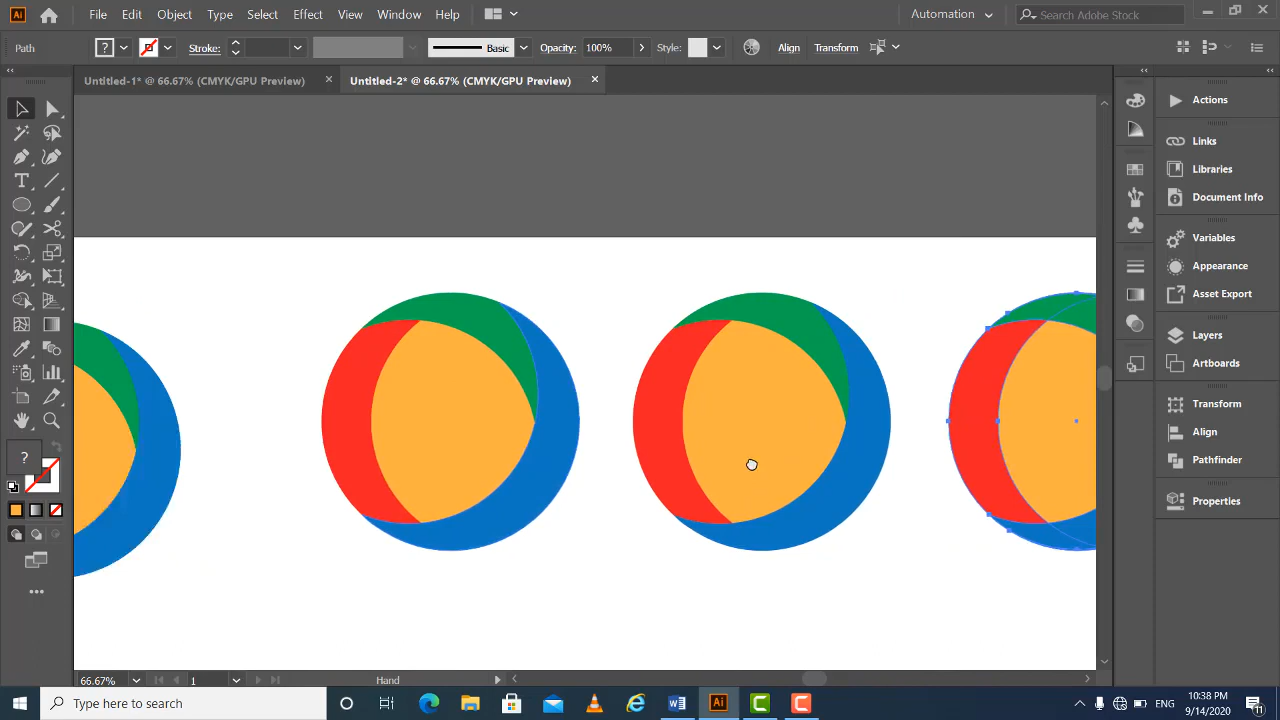 Ai File Edit Object Type Select Effect View Window Help Automation Search Adobe Stock
Path ? Stroke: Basic Opacity: 100% Style: Align Transform
Untitled-1* @ 66.67% (CMYK/GPU Preview) Untitled-2* @ 66.67% (CMYK/GPU Preview)
Actions
Links
Libraries
Document Info
Variables
Appearance
Asset Export
Layers
Artboards
Transform
Align
Pathfinder
Properties
T
?
66.67% 1 Hand
Type here to search W Ai C C ENG 10:38 PM
9/14/2020